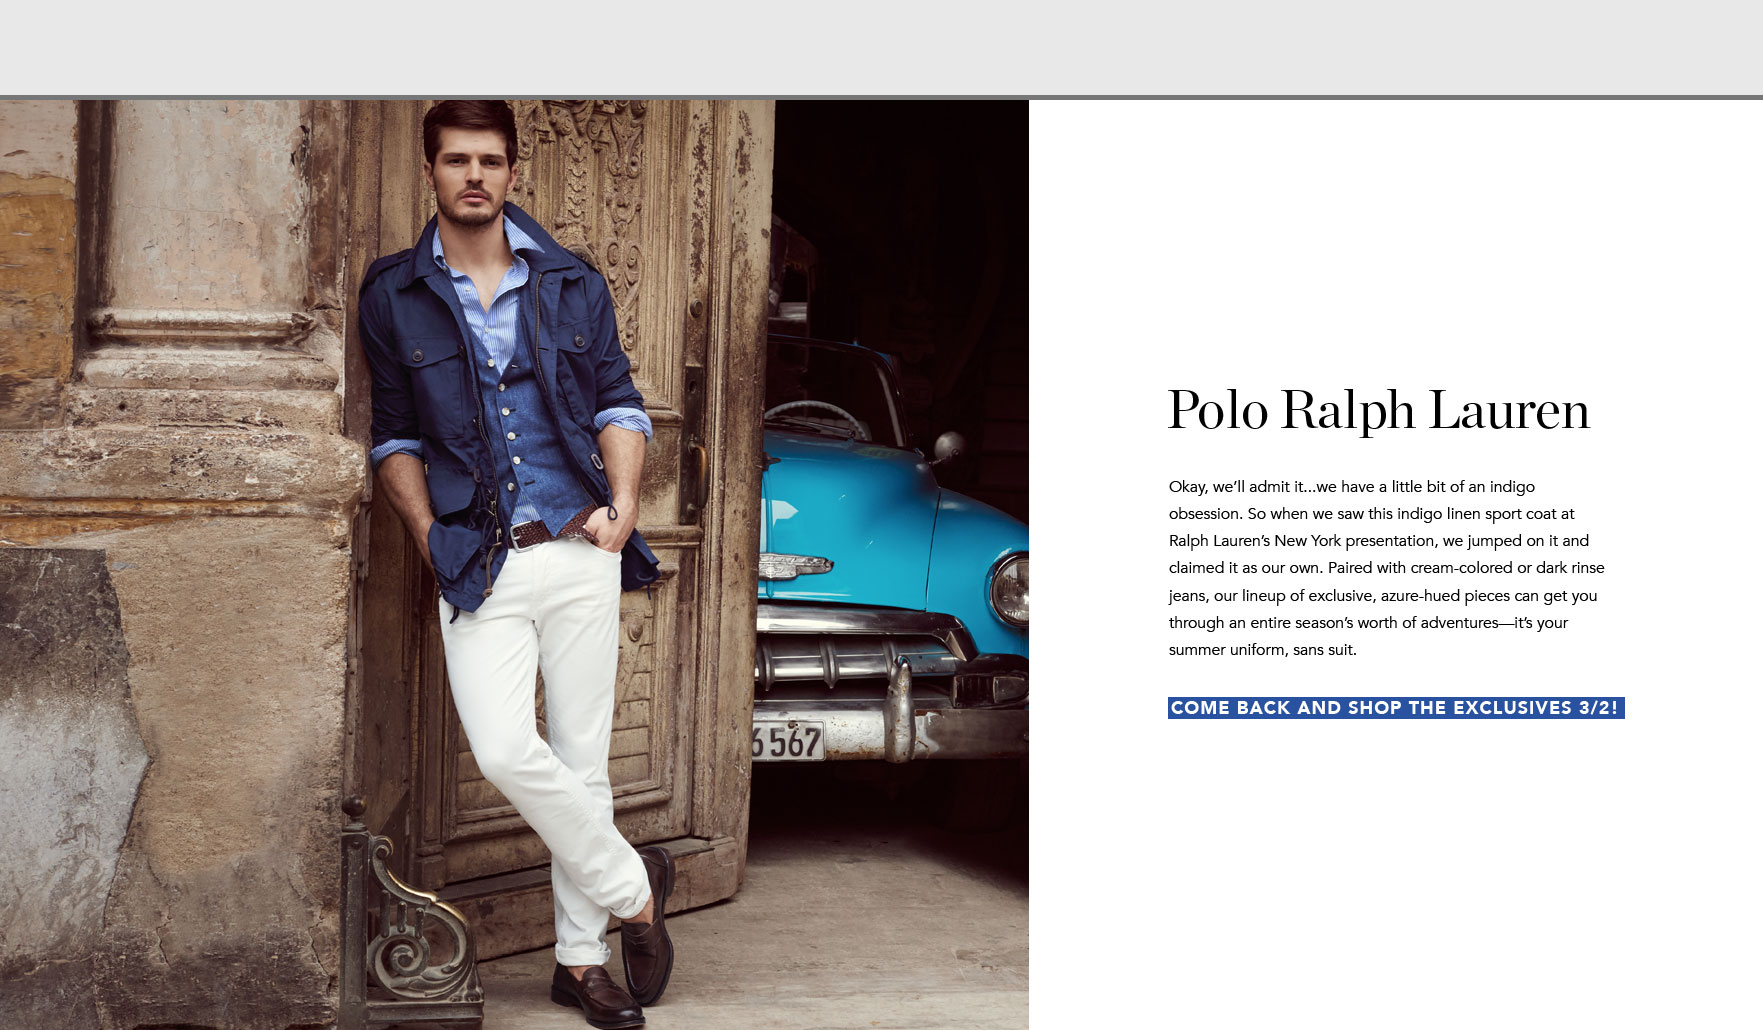 Polo Ralph Lauren
Okay, we’ll admit it...we have a little bit of an indigo
obsession. So when we saw this indigo linen sport coat at
Ralph Lauren’s New York presentation, we jumped on it and
claimed it as our own. Paired with cream-colored or dark rinse
jeans, our lineup of exclusive, azure-hued pieces can get you
through an entire season’s worth of adventures—it’s your
summer uniform, sans suit.
COME BACK AND SHOP THE EXCLUSIVES 3/2!
6 567